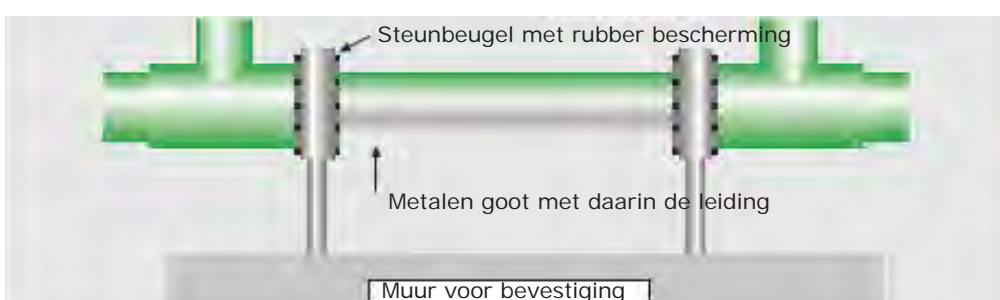 Steunbeugel met rubber bescherming
Metalen goot met daarin de leiding
Muur voor bevestiging